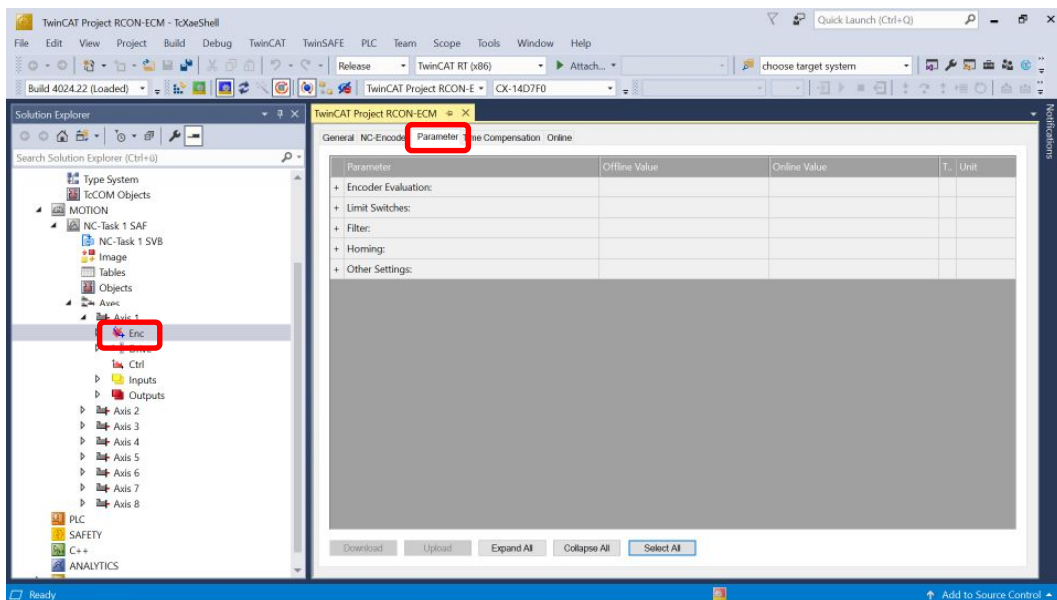 TwinCAT Project RCON-ECM - TcXaeShell
Quick Launch (Ctrl+Q)
File Edit View Project Build Debug TwinCAT TwinSAFE PLC Team Scope Tools Window Help
Release TwinCAT RT (x86) Attach... choose target system
Build 4024.22 (Loaded) TwinCAT Project RCON-E CX-14D7F0
Solution Explorer
TwinCAT Project RCON-ECM
Notifications
General NC-Encoder Parameter Time Compensation Online
Search Solution Explorer (Ctrl+ü)
Parameter Offline Value Online Value T.. Unit
Type System
+ Encoder Evaluation:
TcCOM Objects
+ Limit Switches:
MOTION
NC-Task 1 SAF
+ Filter:
NC-Task 1 SVB
+ Homing:
Image
+ Other Settings:
Tables
Objects
Axes
Axis 1
Enc
Drive
Ctrl
Inputs
Outputs
Axis 2
Axis 3
Axis 4
Axis 5
Axis 6
Axis 7
Axis 8
PLC
SAFETY
C++
ANALYTICS
Download Upload Expand All Collapse All Select All
Ready
Add to Source Control